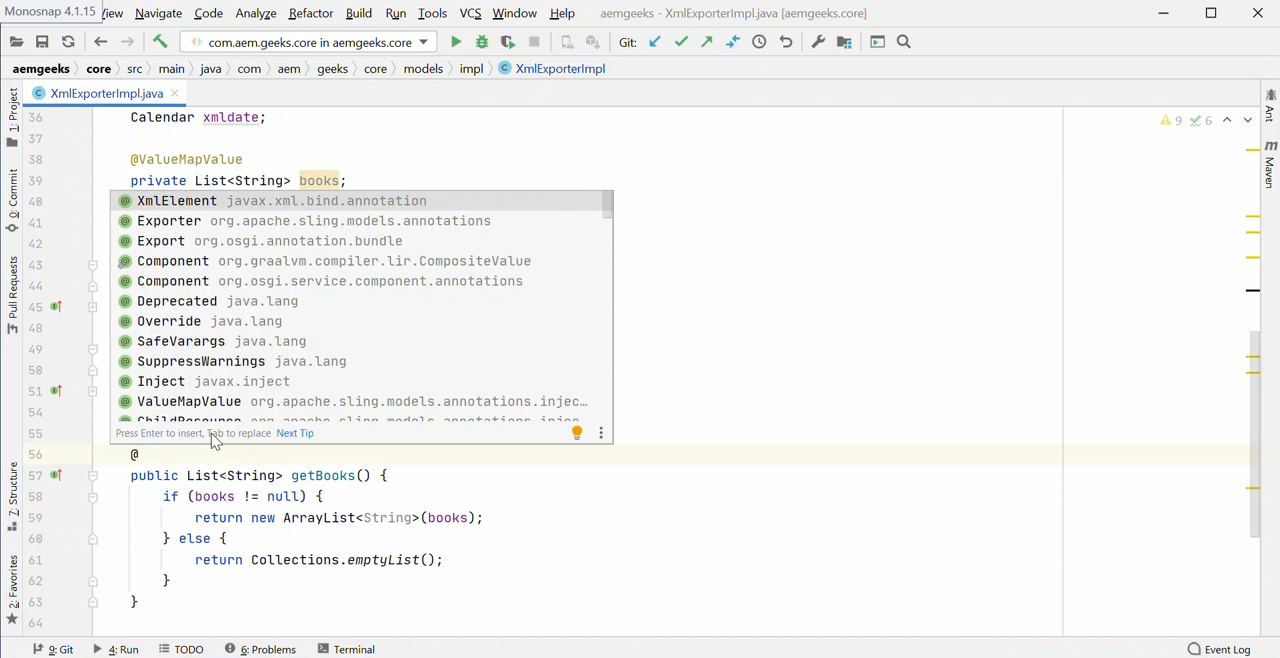 Monosnap 4.1.15 View Navigate Code Analyze Refactor Build Run Tools VCS Window Help aemgeeks - XmlExporterImpl.java [aemgeeks.core]
com.aem.geeks.core in aemgeeks.core Git:
aemgeeks core src main java com aem geeks core models impl XmlExporterImpl
XmlExporterImpl.java
1: Project
0: Commit
Pull Requests
7: Structure
2: Favorites
Ant
Maven
9 6
36 Calendar xmldate;
37
38 @ValueMapValue
39 private List<String> books;
40
41
42
43
44
45
48
49
50
51
54
55
XmlElement javax.xml.bind.annotation
Exporter org.apache.sling.models.annotations
Export org.osgi.annotation.bundle
Component org.graalvm.compiler.lir.CompositeValue
Component org.osgi.service.component.annotations
Deprecated java.lang
Override java.lang
SafeVarargs java.lang
SuppressWarnings java.lang
Inject javax.inject
ValueMapValue org.apache.sling.models.annotations.injec…
Press Enter to insert, Tab to replace Next Tip
56 @
57 public List<String> getBooks() {
58 if (books != null) {
59 return new ArrayList<String>(books);
60 } else {
61 return Collections.emptyList();
62 }
63 }
64
9: Git 4: Run TODO 6: Problems Terminal Event Log